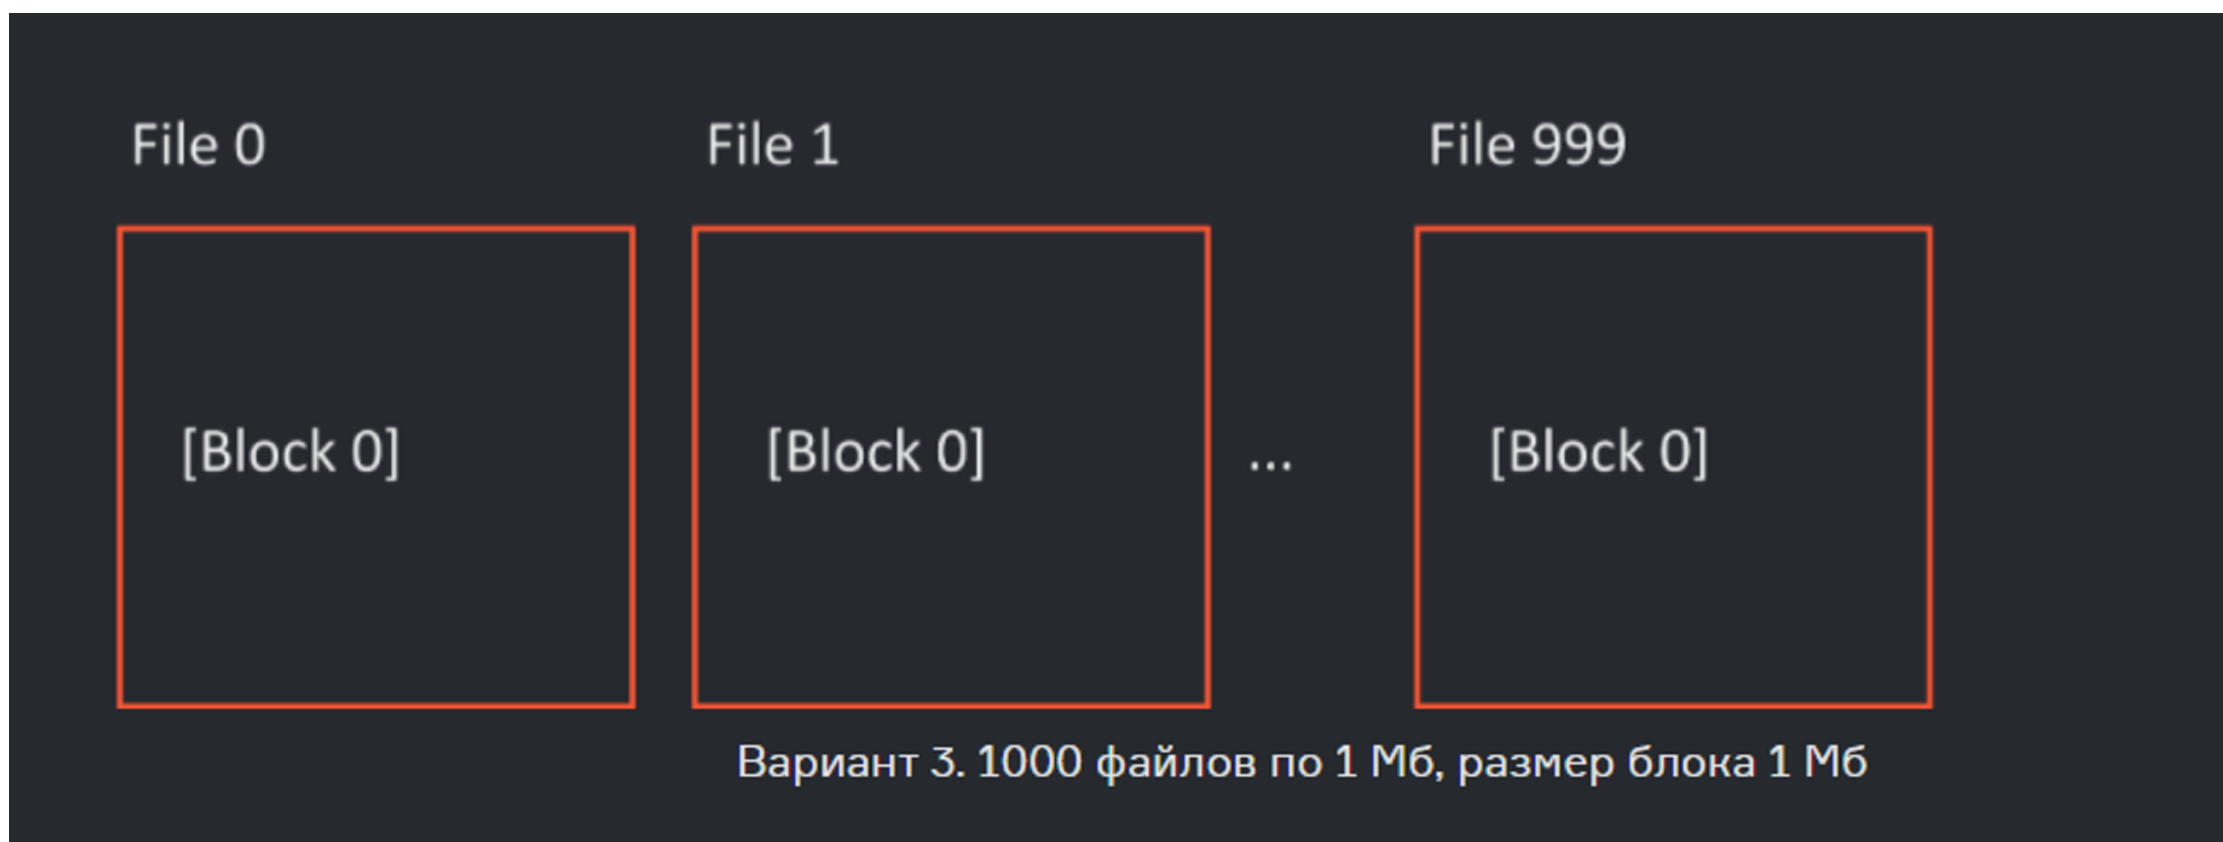 File 0
File 1
File 999
[Block 0]
[Block 0]
...
[Block 0]
Вариант 3. 1000 файлов по 1 Мб, размер блока 1 Мб